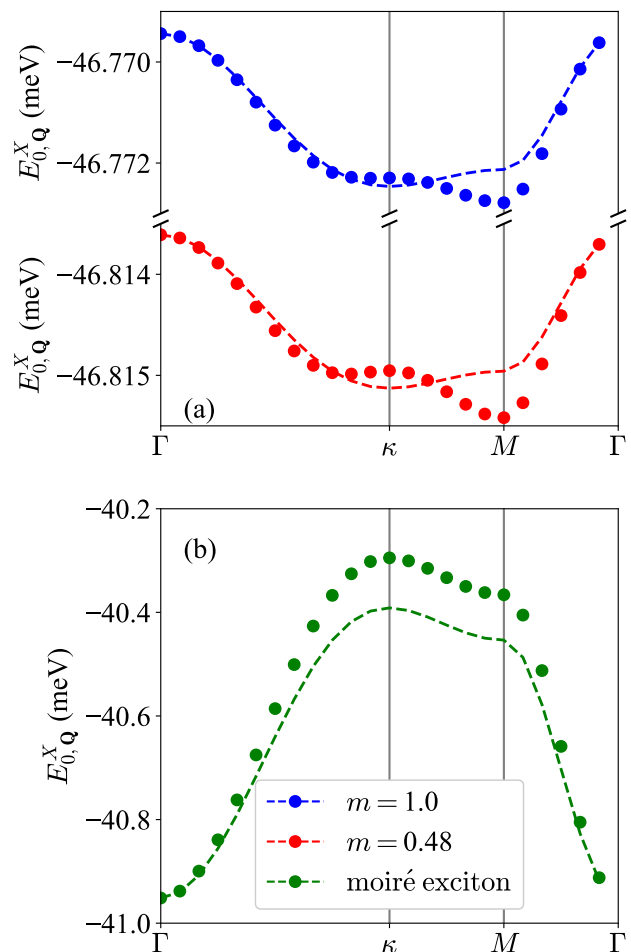 −46.770
−46.772
E^X_{0,Q} (meV)
−46.814
−46.815
E^X_{0,Q} (meV)
(a)
Γ κ M Γ
−40.2
(b)
−40.4
−40.6
−40.8
−41.0
E^X_{0,Q} (meV)
m = 1.0
m = 0.48
moiré exciton
Γ κ M Γ